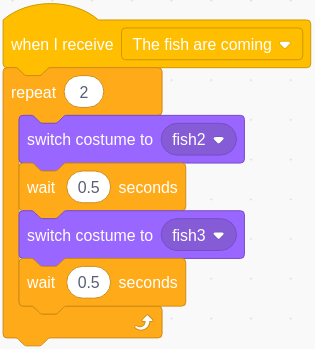 when I receive The fish are coming
repeat 2
switch costume to fish2
wait 0.5 seconds
switch costume to fish3
wait 0.5 seconds